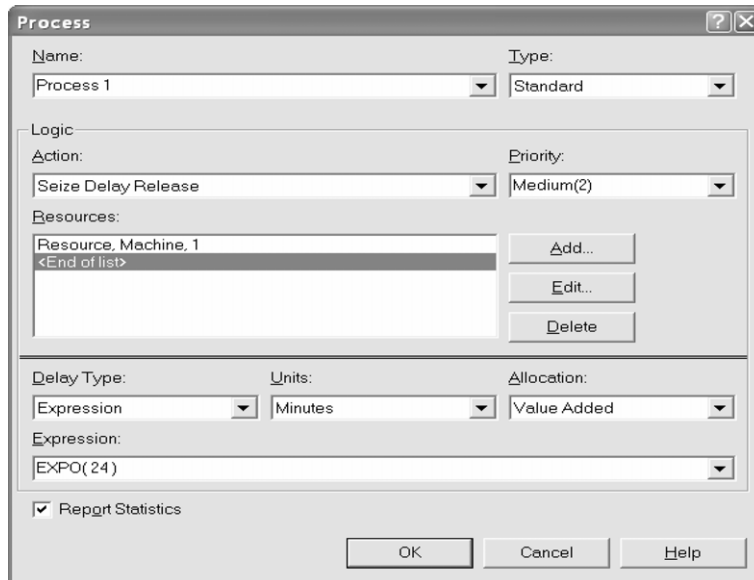 Process
Name:
Type:
Process 1
Standard
Logic
Action:
Priority:
Seize Delay Release
Medium(2)
Resources:
Resource, Machine, 1
<End of list>
Add...
Edit...
Delete
Delay Type:
Units:
Allocation:
Expression
Minutes
Value Added
Expression:
EXPO( 24 )
Report Statistics
OK
Cancel
Help